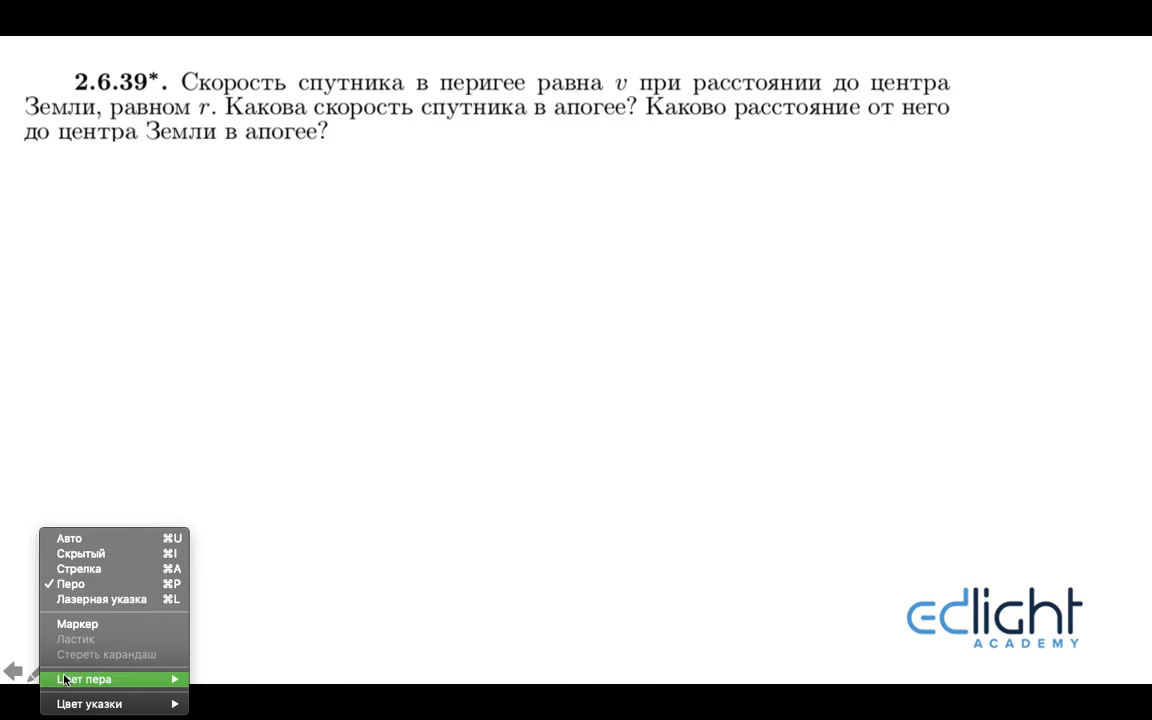 2.6.39*. Скорость спутника в перигее равна v при расстоянии до центра
Земли, равном r. Какова скорость спутника в апогее? Каково расстояние от него
до центра Земли в апогее?
Авто ⌘U
Скрытый ⌘I
Стрелка ⌘A
✓ Перо ⌘P
Лазерная указка ⌘L
Маркер
Ластик
Стереть карандаш
Цвет пера
Цвет указки
edlight
ACADEMY